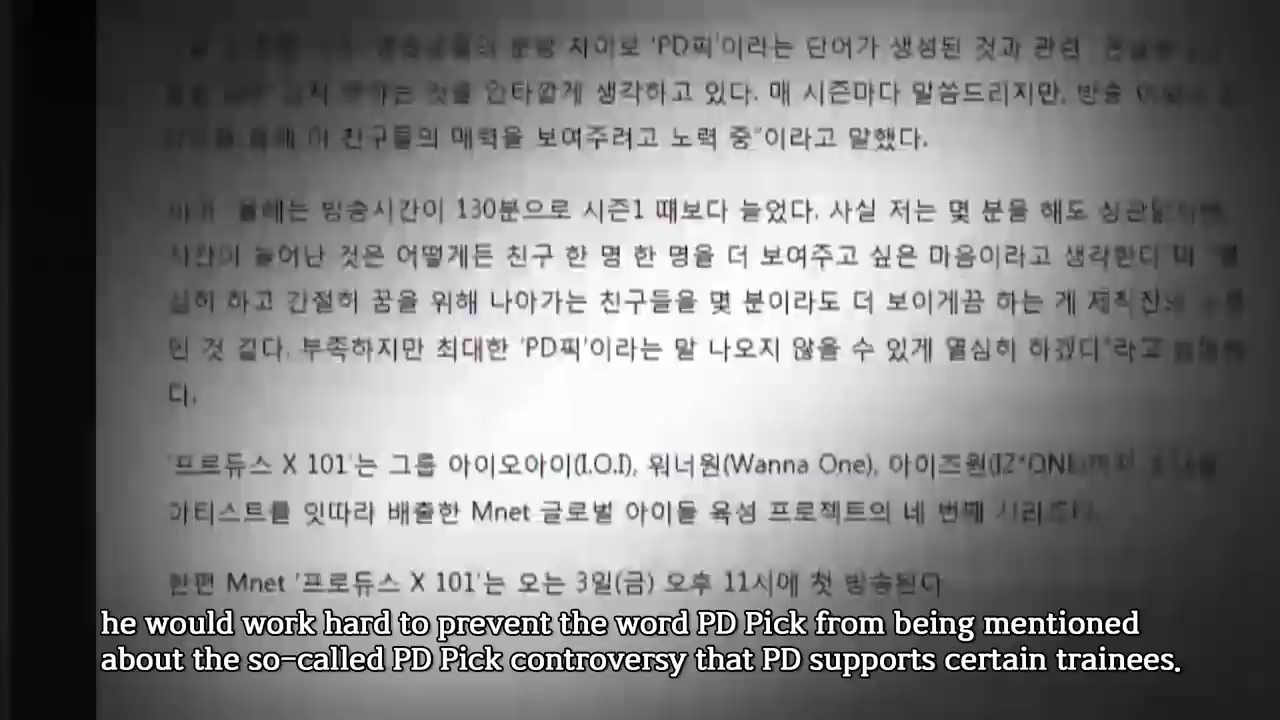 분량 차이로 'PD픽'이라는 단어가 생성된 것과 관련
것을 안타깝게 생각하고 있다. 매 시즌마다 말씀드리지만, 방송
이 친구들의 매력을 보여주려고 노력 중"이라고 말했다.
올해는 방송시간이 130분으로 시즌1 때보다 늘었다. 사실 저는 몇 분을 해도
시간이 늘어난 것은 어떻게든 친구 한 명 한 명을 더 보여주고 싶은 마음이라고 생각한다
심히 하고 간절히 꿈을 위해 나아가는 친구들을 몇 분이라도 더 보이게끔 하는 게 제작진의
인 것 같다. 부족하지만 최대한 'PD픽'이라는 말 나오지 않을 수 있게 열심히 하겠다"라고
다.
'프로듀스 X 101'는 그룹 아이오아이(I.O.I), 워너원(Wanna One), 아이즈원(IZ*ONE)까지
아티스트를 잇따라 배출한 Mnet 글로벌 아이돌 육성 프로젝트의 네 번째
한편 Mnet '프로듀스 X 101'는 오는 3일(금) 오후 11시에 첫 방송된다
he would work hard to prevent the word PD Pick from being mentioned
about the so-called PD Pick controversy that PD supports certain trainees.